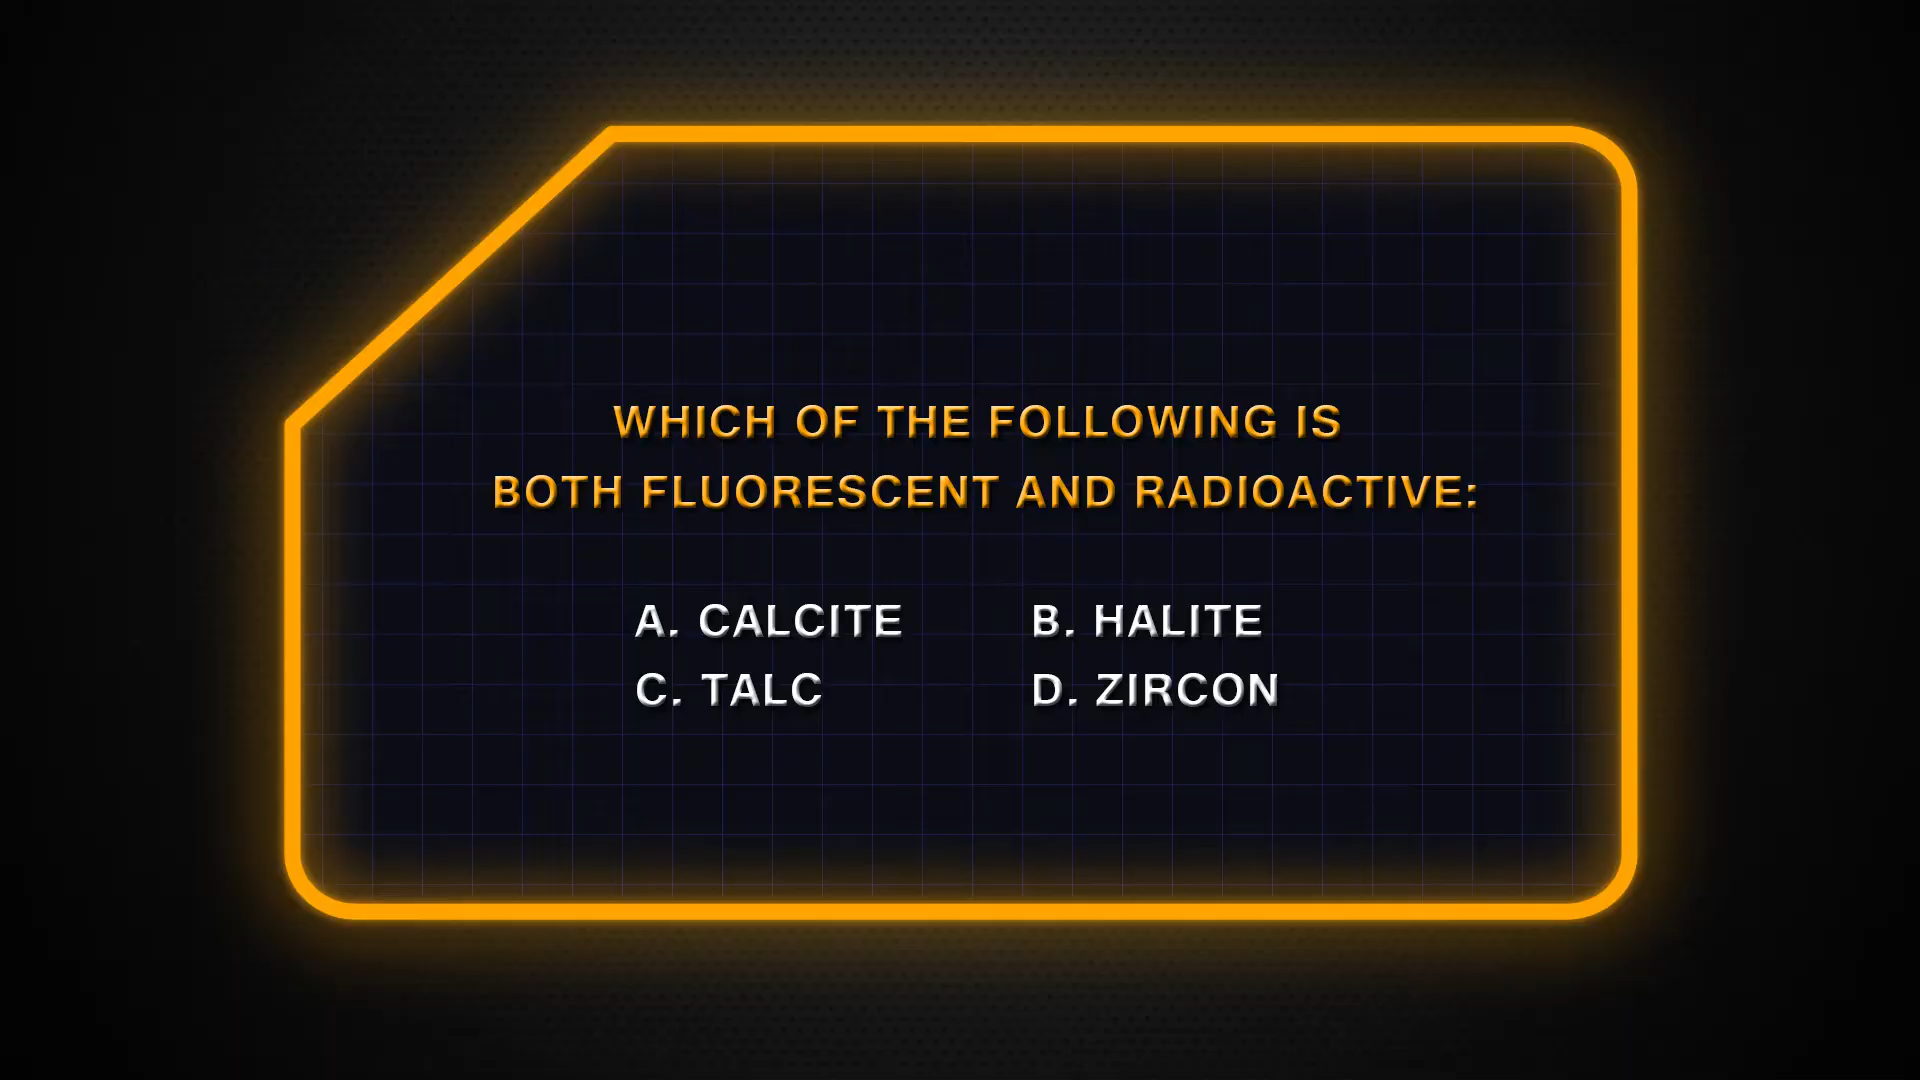 WHICH OF THE FOLLOWING IS
BOTH FLUORESCENT AND RADIOACTIVE:
A. CALCITE B. HALITE
C. TALC D. ZIRCON